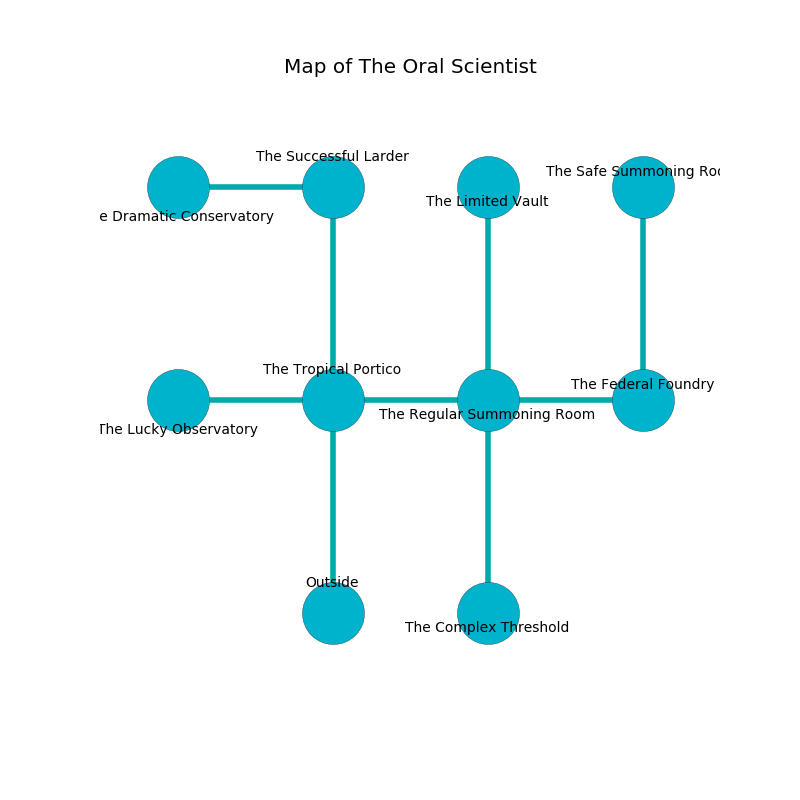 Map of The Oral Scientist
The Successful Larder
The Safe Summoning Roo
The Limited Vault
e Dramatic Conservatory
The Tropical Portico
The Federal Foundry
The Regular Summoning Room
The Lucky Observatory
Outside
The Complex Threshold